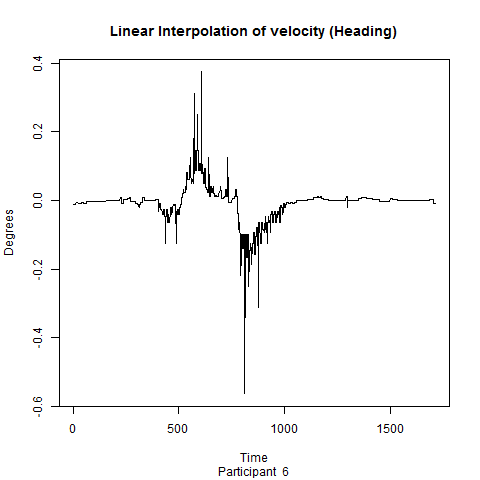 Linear Interpolation of velocity (Heading)
0.4
0.2
0.0
-0.2
-0.4
-0.6
Degrees
0 500 1000 1500
Time
Participant 6